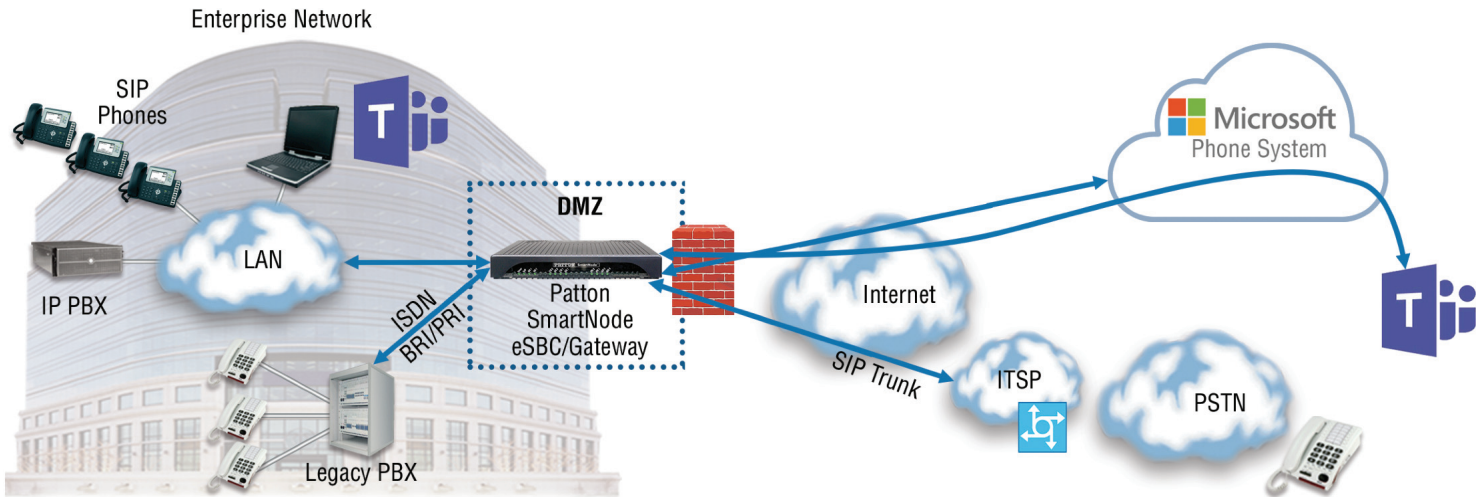 Enterprise Network
SIP
Phones
T
Microsoft
Phone System
DMZ
LAN
IP PBX
PATTON
Patton
SmartNode
eSBC/Gateway
ISDN
BRI/PRI
Internet
SIP Trunk
ITSP
PSTN
T
Legacy PBX